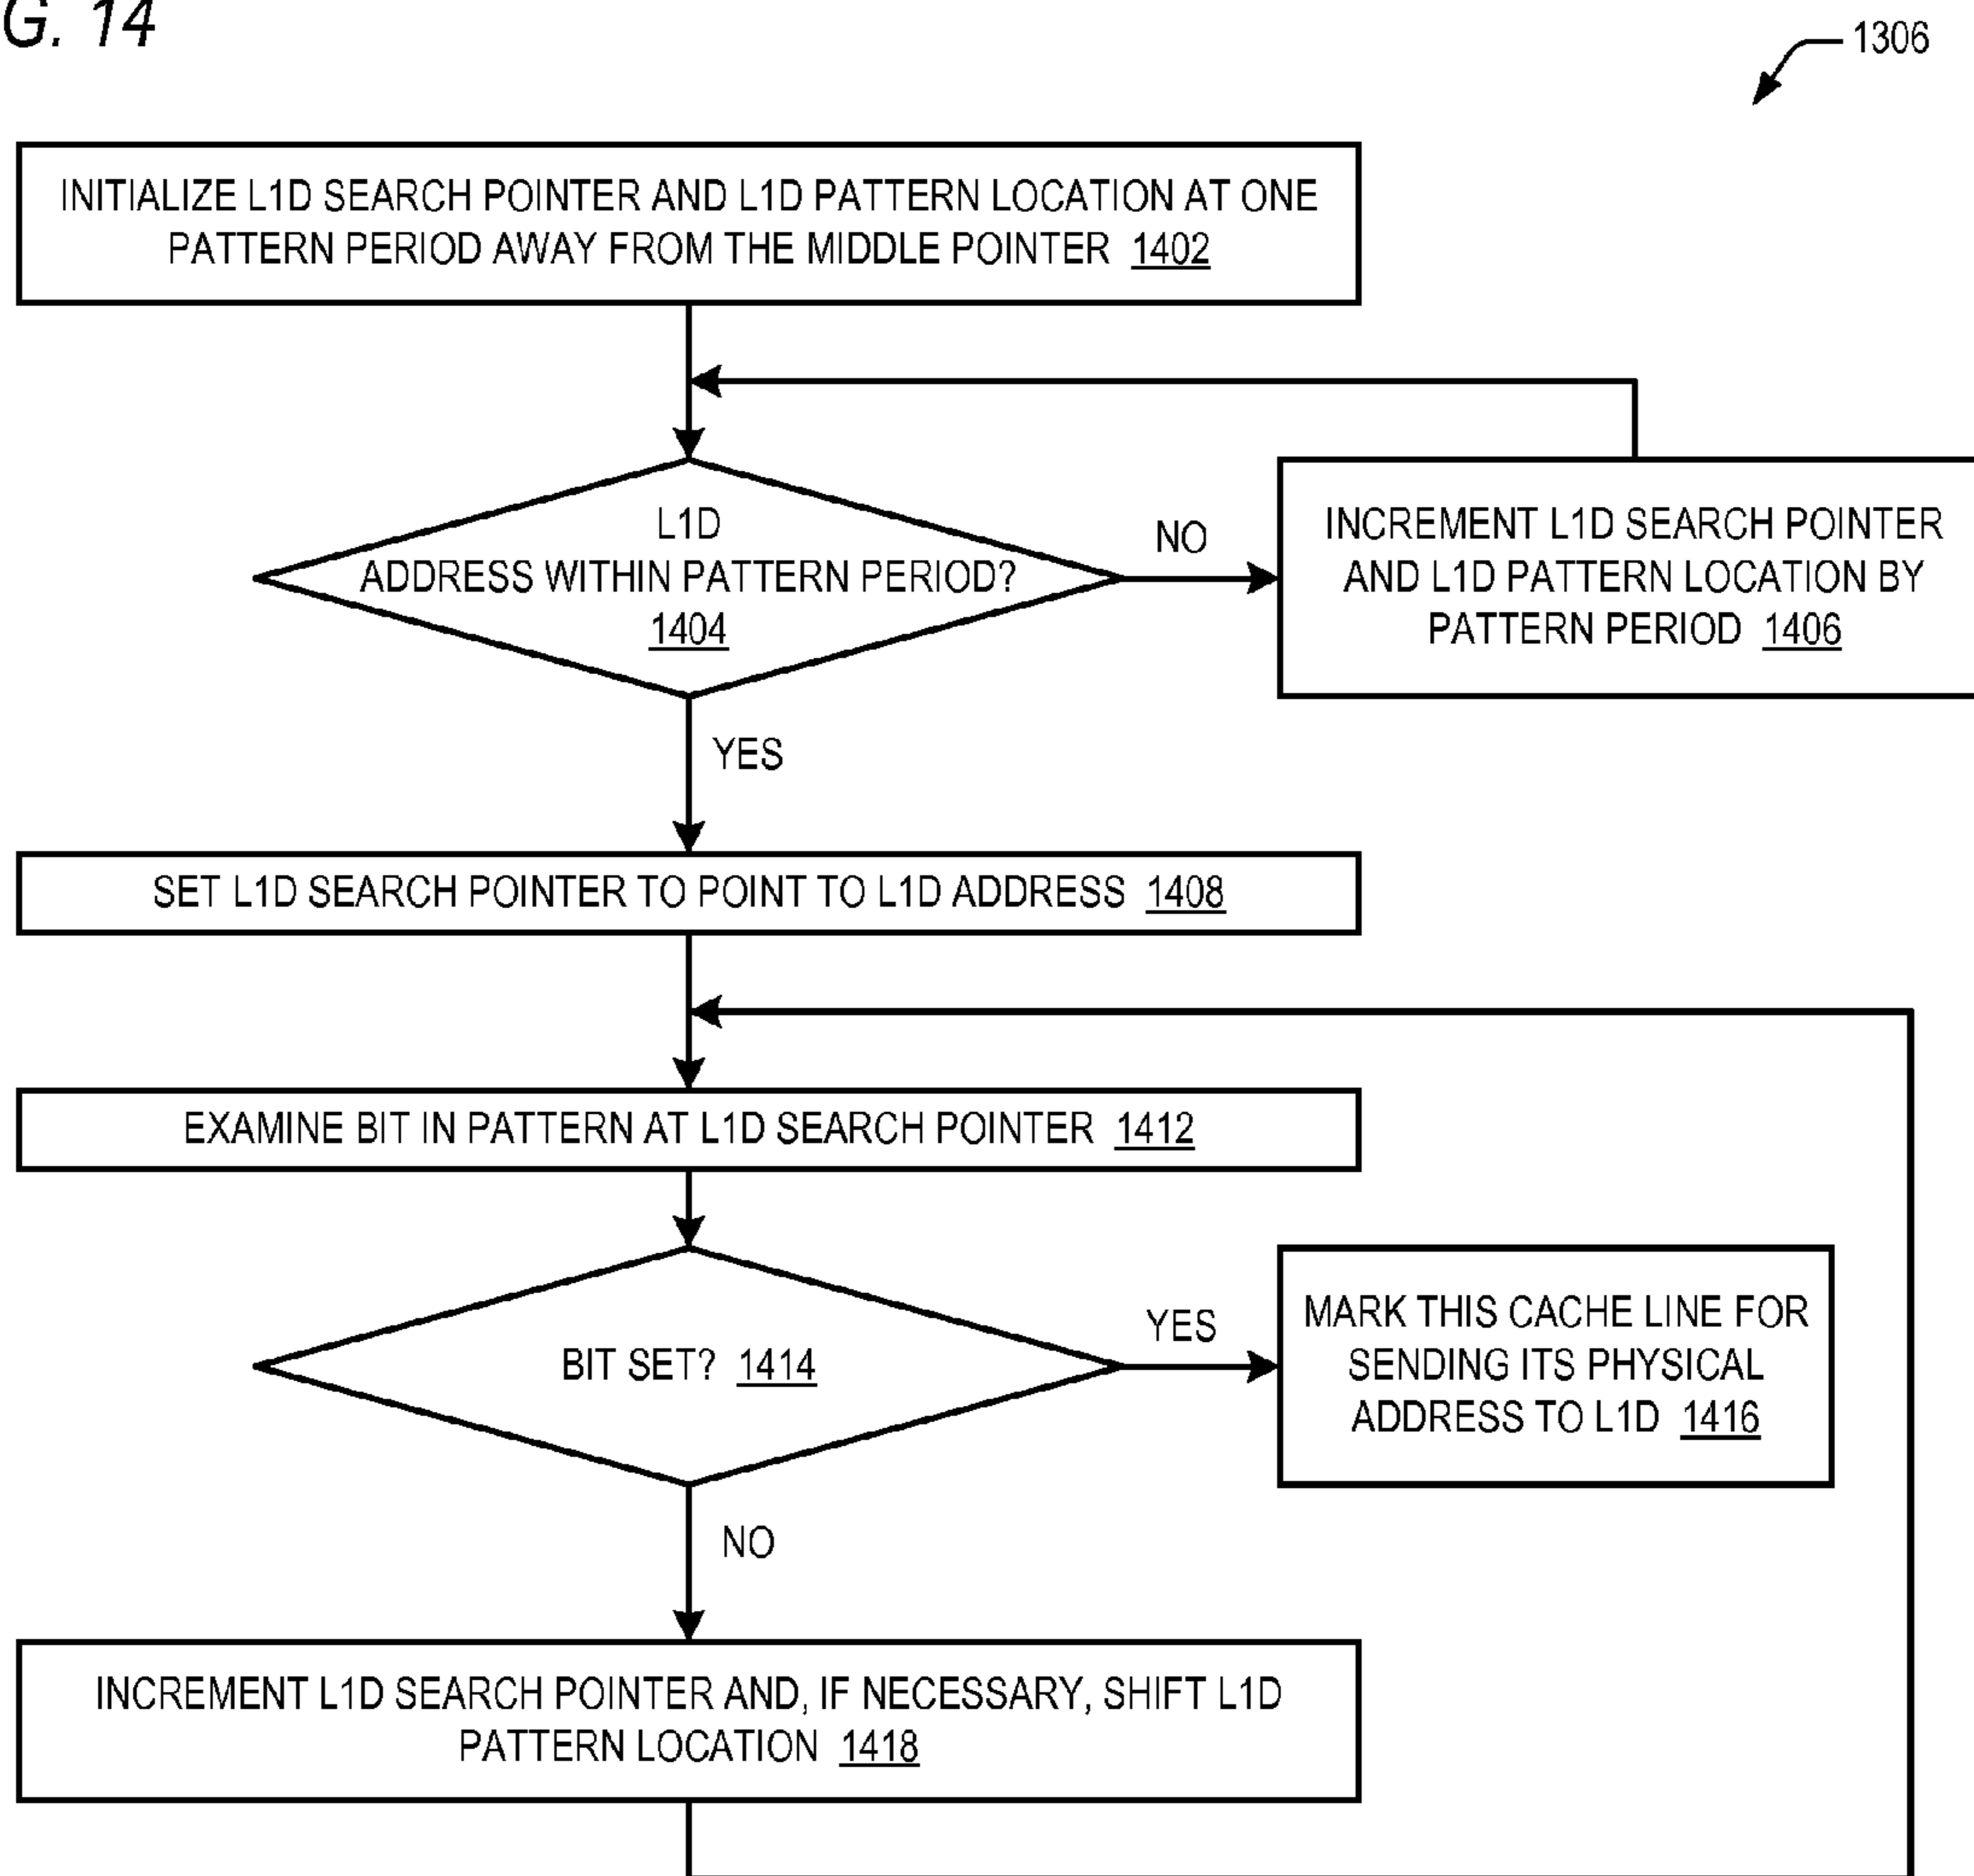 G. 14
1306
INITIALIZE L1D SEARCH POINTER AND L1D PATTERN LOCATION AT ONE
PATTERN PERIOD AWAY FROM THE MIDDLE POINTER 1402
L1D
ADDRESS WITHIN PATTERN PERIOD?
1404
NO
INCREMENT L1D SEARCH POINTER
AND L1D PATTERN LOCATION BY
PATTERN PERIOD 1406
YES
SET L1D SEARCH POINTER TO POINT TO L1D ADDRESS 1408
EXAMINE BIT IN PATTERN AT L1D SEARCH POINTER 1412
BIT SET? 1414
YES
MARK THIS CACHE LINE FOR
SENDING ITS PHYSICAL
ADDRESS TO L1D 1416
NO
INCREMENT L1D SEARCH POINTER AND, IF NECESSARY, SHIFT L1D
PATTERN LOCATION 1418